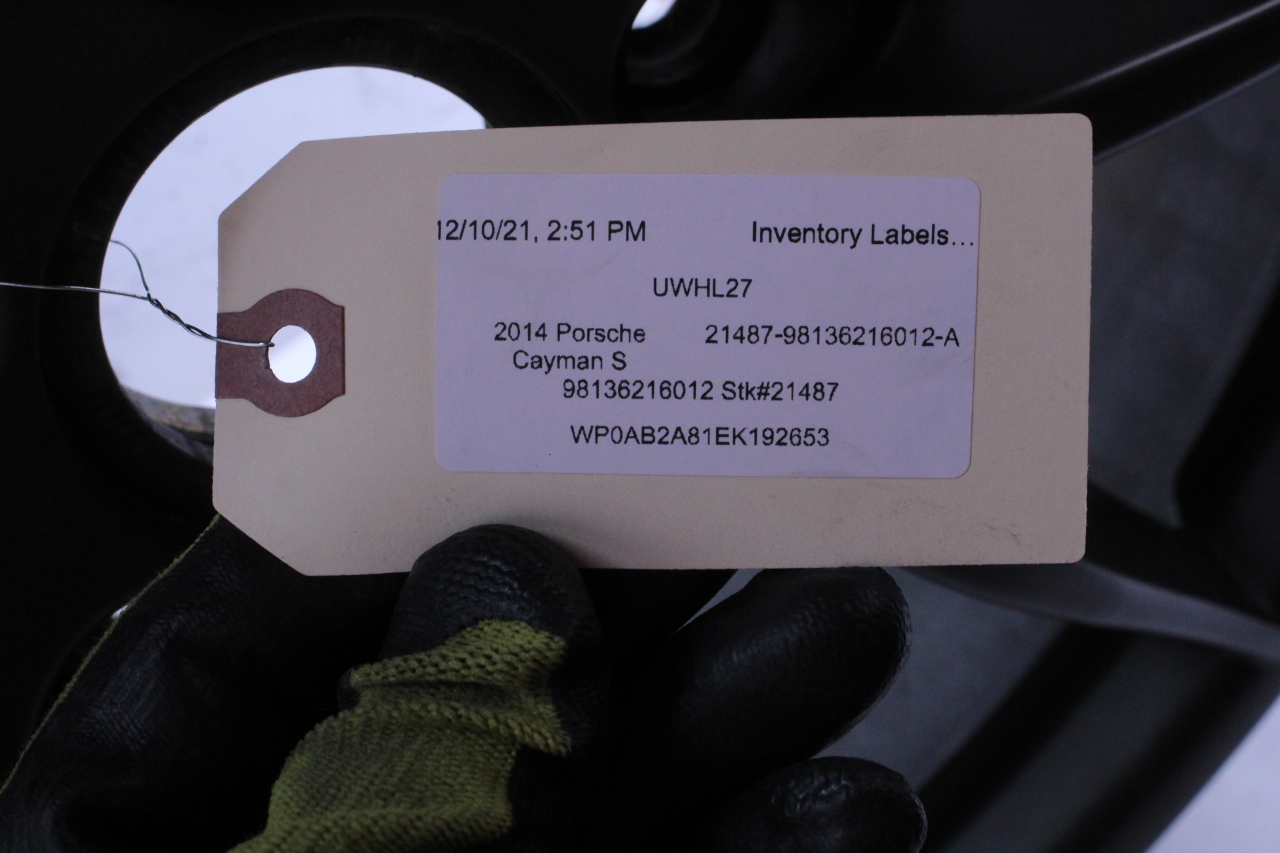 12/10/21, 2:51 PM Inventory Labels...
UWHL27
2014 Porsche 21487-98136216012-A
Cayman S
98136216012 Stk#21487
WP0AB2A81EK192653